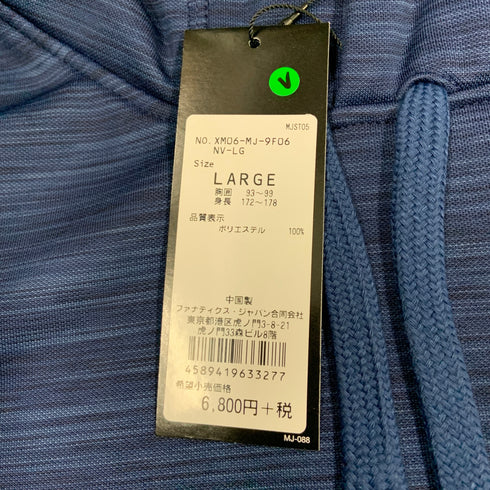 V
MJST05
NO. XM06-MJ-9F06
NV-LG
Size
LARGE
胸囲 93〜99
身長 172〜178
品質表示
ポリエステル 100%
中国製
ファナティクス・ジャパン合同会社
東京都港区虎ノ門3-8-21
虎ノ門33森ビル8階
4589419633277
希望小売価格
6,800円+税
MJ-088